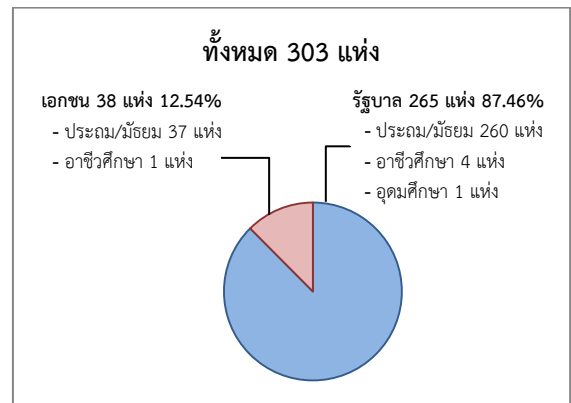 ทั้งหมด 303 แห่ง
เอกชน 38 แห่ง 12.54%
- ประถม/มัธยม 37 แห่ง
- อาชีวศึกษา 1 แห่ง
รัฐบาล 265 แห่ง 87.46%
- ประถม/มัธยม 260 แห่ง
- อาชีวศึกษา 4 แห่ง
- อุดมศึกษา 1 แห่ง